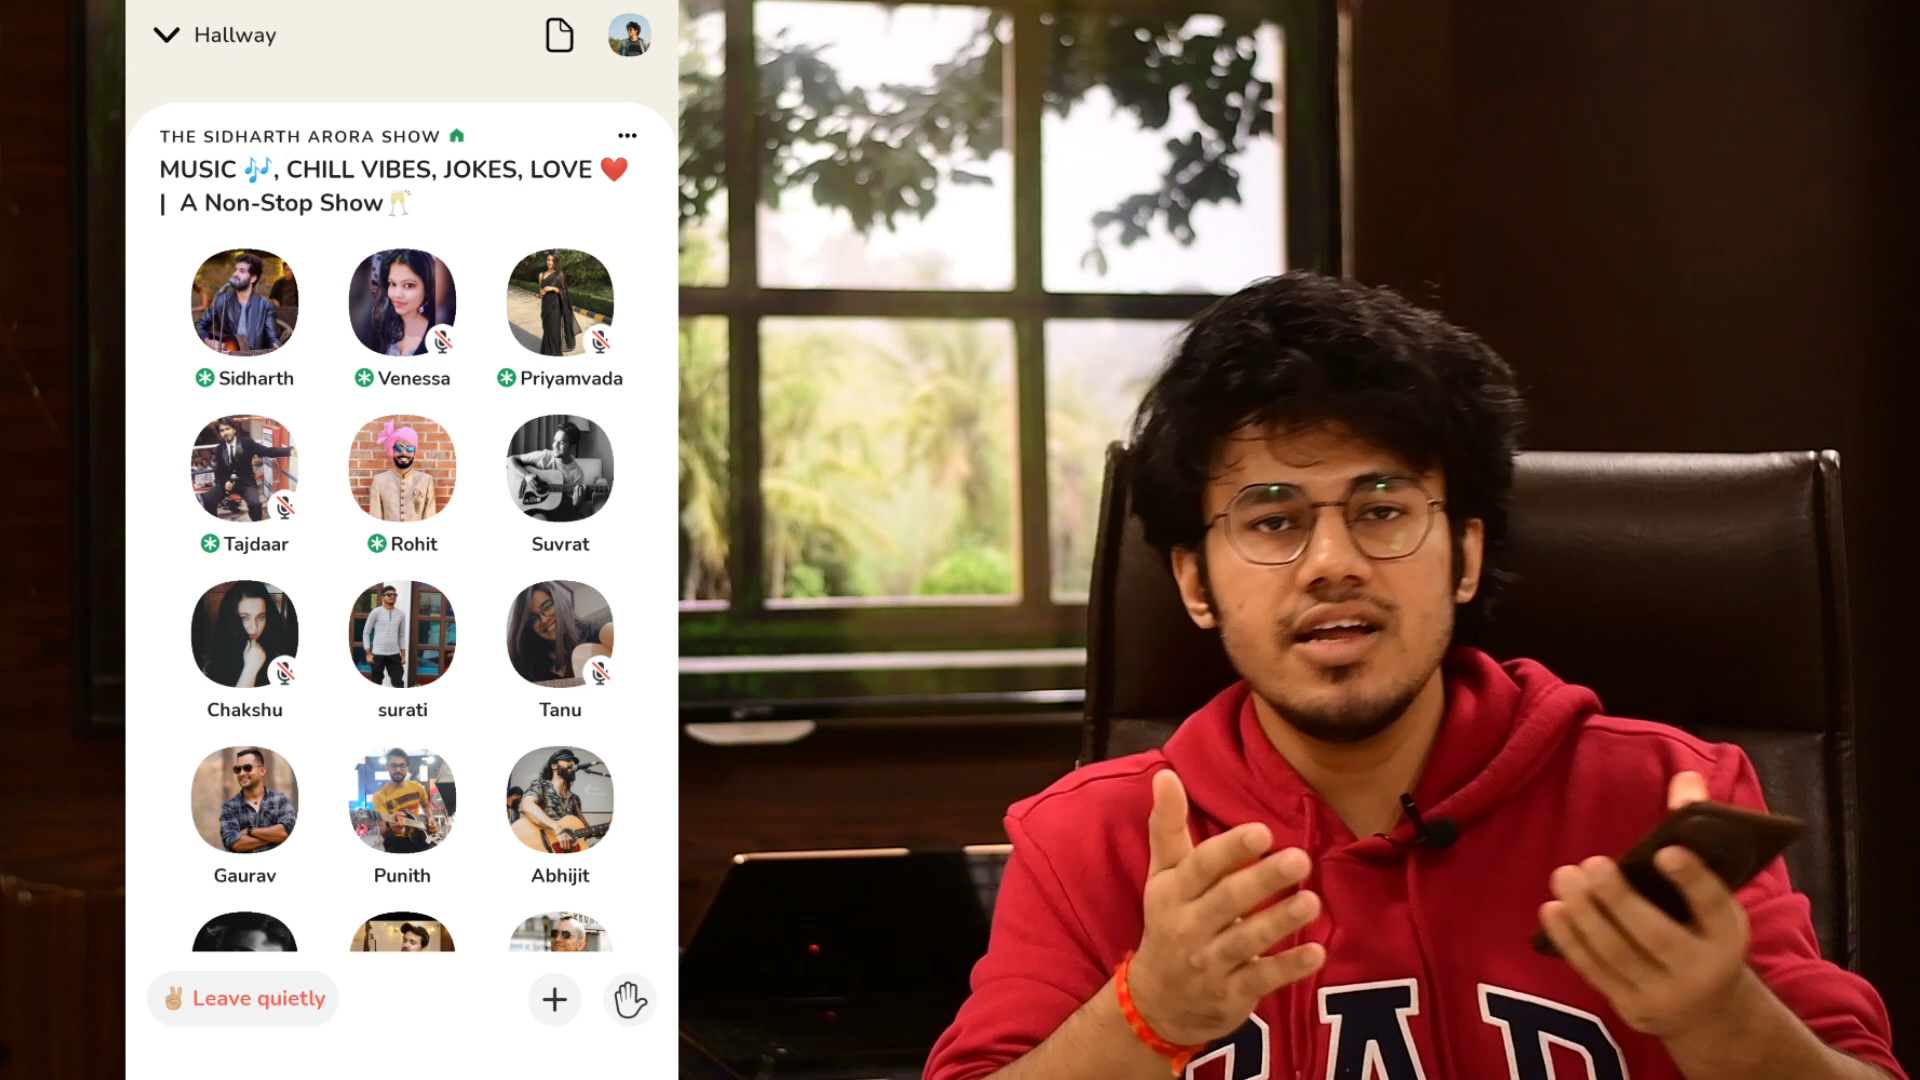 Hallway
THE SIDHARTH ARORA SHOW
MUSIC 🎶, CHILL VIBES, JOKES, LOVE ❤️
| A Non-Stop Show 🥂
Sidharth Venessa Priyamvada
Tajdaar Rohit Suvrat
Chakshu surati Tanu
Gaurav Punith Abhijit
✌🏼 Leave quietly
GAP